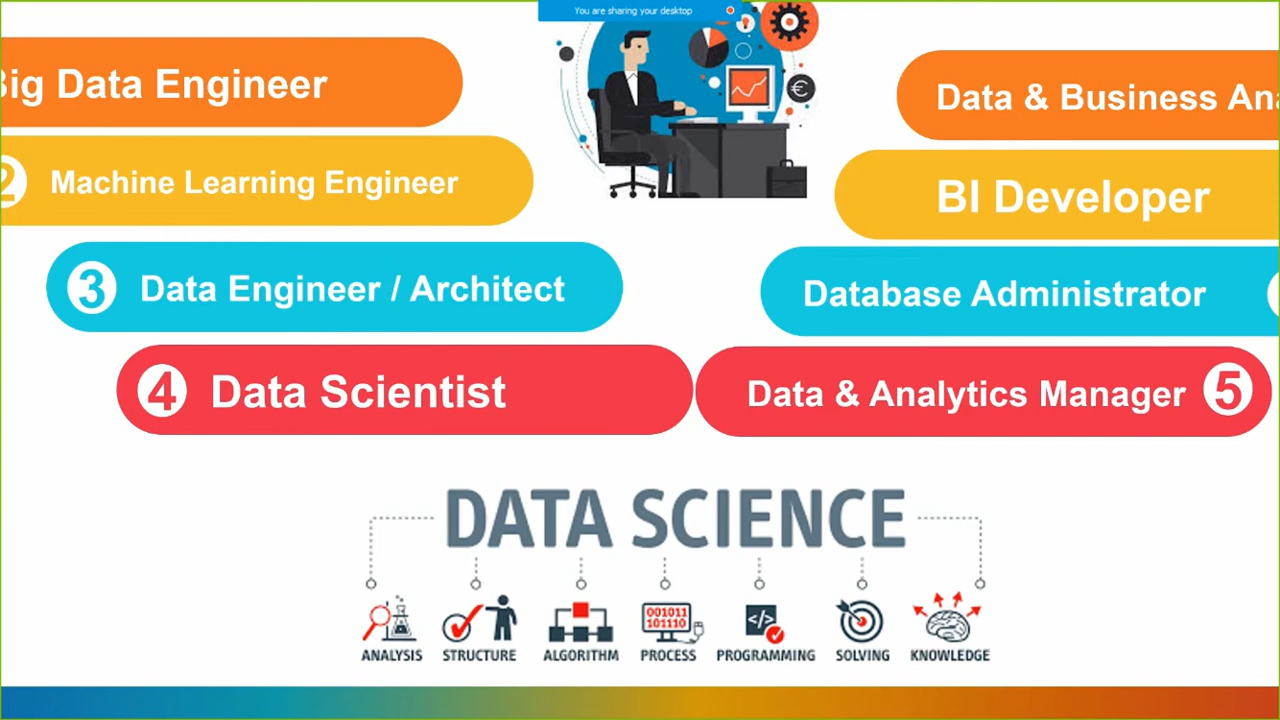 You are sharing your desktop
Big Data Engineer
2 Machine Learning Engineer
3 Data Engineer / Architect
4 Data Scientist
Data & Business
BI Developer
Database Administrator
Data & Analytics Manager 5
DATA SCIENCE
ANALYSIS STRUCTURE ALGORITHM PROCESS PROGRAMMING SOLVING KNOWLEDGE
001011
101110